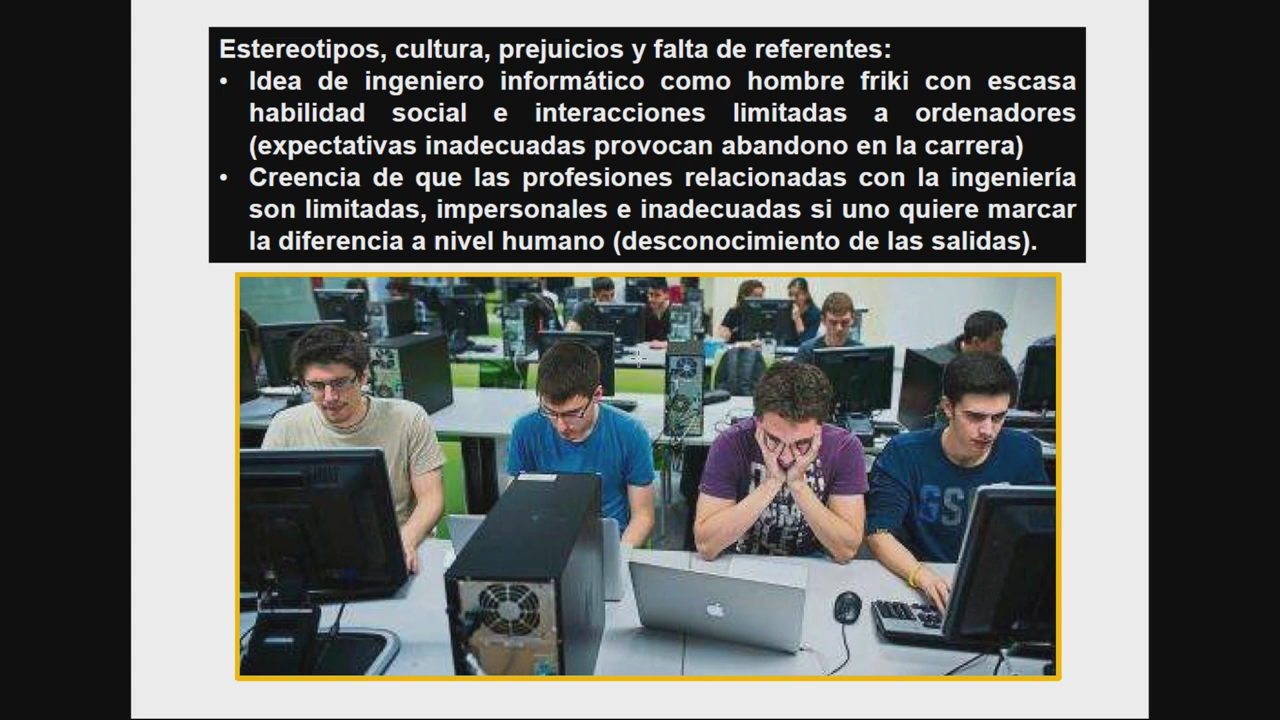 Estereotipos, cultura, prejuicios y falta de referentes:
• Idea de ingeniero informático como hombre friki con escasa
habilidad social e interacciones limitadas a ordenadores
(expectativas inadecuadas provocan abandono en la carrera)
• Creencia de que las profesiones relacionadas con la ingeniería
son limitadas, impersonales e inadecuadas si uno quiere marcar
la diferencia a nivel humano (desconocimiento de las salidas).
GS